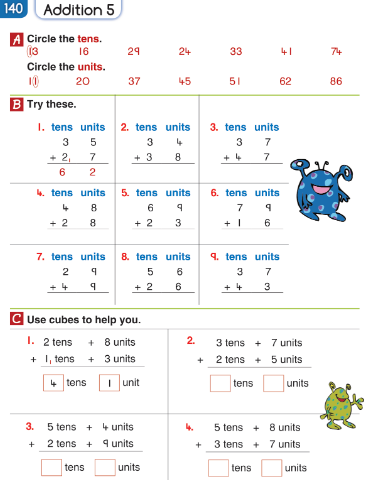 140 Addition 5
A Circle the tens.
13 16 29 24 33 41 74
Circle the units.
11 20 37 45 51 62 86
B Try these.
1. tens units 2. tens units 3. tens units
3 5 3 4 3 7
+ 2 1 7 + 3 8 + 4 7
6 2
4. tens units 5. tens units 6. tens units
4 8 6 9 7 9
+ 2 8 + 2 3 + 1 6
7. tens units 8. tens units 9. tens units
2 9 5 6 3 7
+ 4 9 + 2 6 + 4 3
C Use cubes to help you.
1. 2 tens + 8 units 2. 3 tens + 7 units
+ 1 1 tens + 3 units + 2 tens + 5 units
4 tens 1 unit tens units
3. 5 tens + 4 units 4. 5 tens + 8 units
+ 2 tens + 9 units + 3 tens + 7 units
tens units tens units